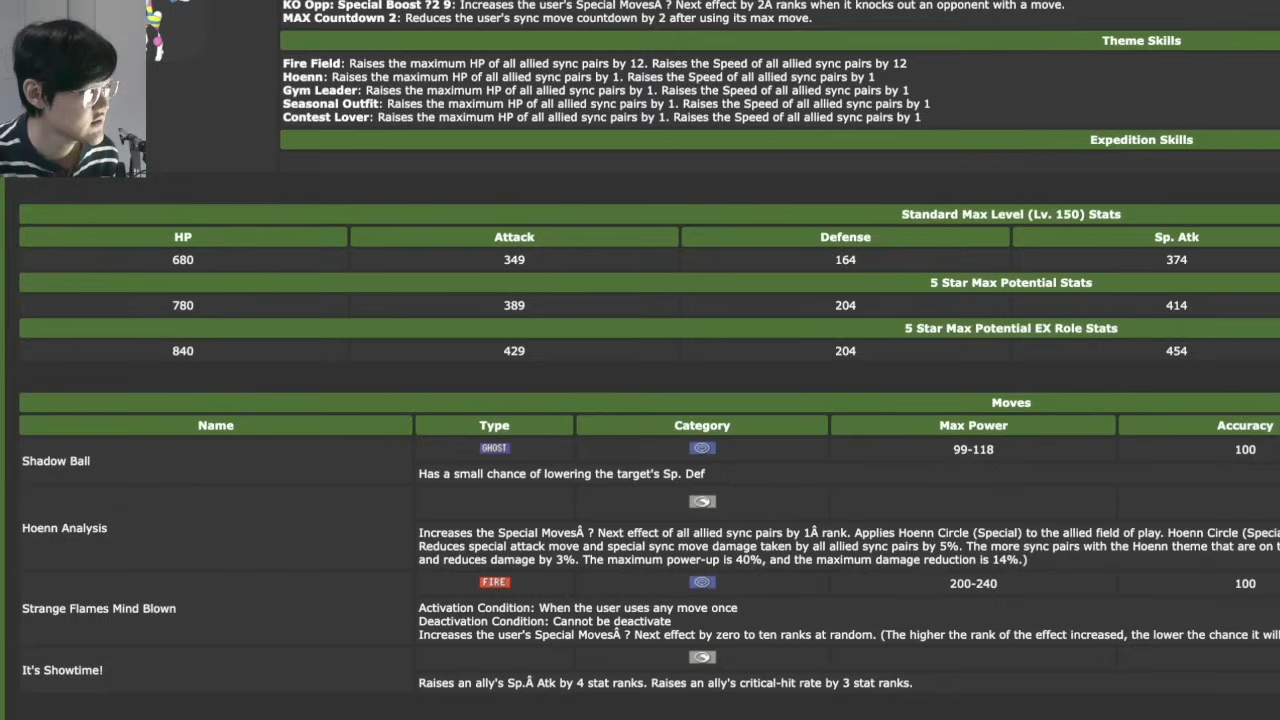 KO Opp: Special Boost ?2 9: Increases the user's Special MovesÂ ? Next effect by 2Â ranks when it knocks out an opponent with a move.
MAX Countdown 2: Reduces the user's sync move countdown by 2 after using its max move.
Theme Skills
Fire Field: Raises the maximum HP of all allied sync pairs by 12. Raises the Speed of all allied sync pairs by 12
Hoenn: Raises the maximum HP of all allied sync pairs by 1. Raises the Speed of all allied sync pairs by 1
Gym Leader: Raises the maximum HP of all allied sync pairs by 1. Raises the Speed of all allied sync pairs by 1
Seasonal Outfit: Raises the maximum HP of all allied sync pairs by 1. Raises the Speed of all allied sync pairs by 1
Contest Lover: Raises the maximum HP of all allied sync pairs by 1. Raises the Speed of all allied sync pairs by 1
Expedition Skills
Standard Max Level (Lv. 150) Stats
HP Attack Defense Sp. Atk
680 349 164 374
5 Star Max Potential Stats
780 389 204 414
5 Star Max Potential EX Role Stats
840 429 204 454
Moves
Name Type Category Max Power Accuracy
Shadow Ball GHOST 99-118 100
Has a small chance of lowering the target's Sp. Def
Hoenn Analysis
Increases the Special MovesÂ ? Next effect of all allied sync pairs by 1Â rank. Applies Hoenn Circle (Special) to the allied field of play. Hoenn Circle (Speci
Reduces special attack move and special sync move damage taken by all allied sync pairs by 5%. The more sync pairs with the Hoenn theme that are on t
and reduces damage by 3%. The maximum power-up is 40%, and the maximum damage reduction is 14%.)
Strange Flames Mind Blown FIRE 200-240 100
Activation Condition: When the user uses any move once
Deactivation Condition: Cannot be deactivate
Increases the user's Special MovesÂ ? Next effect by zero to ten ranks at random. (The higher the rank of the effect increased, the lower the chance it wil
It's Showtime!
Raises an ally's Sp.Â Atk by 4 stat ranks. Raises an ally's critical-hit rate by 3 stat ranks.